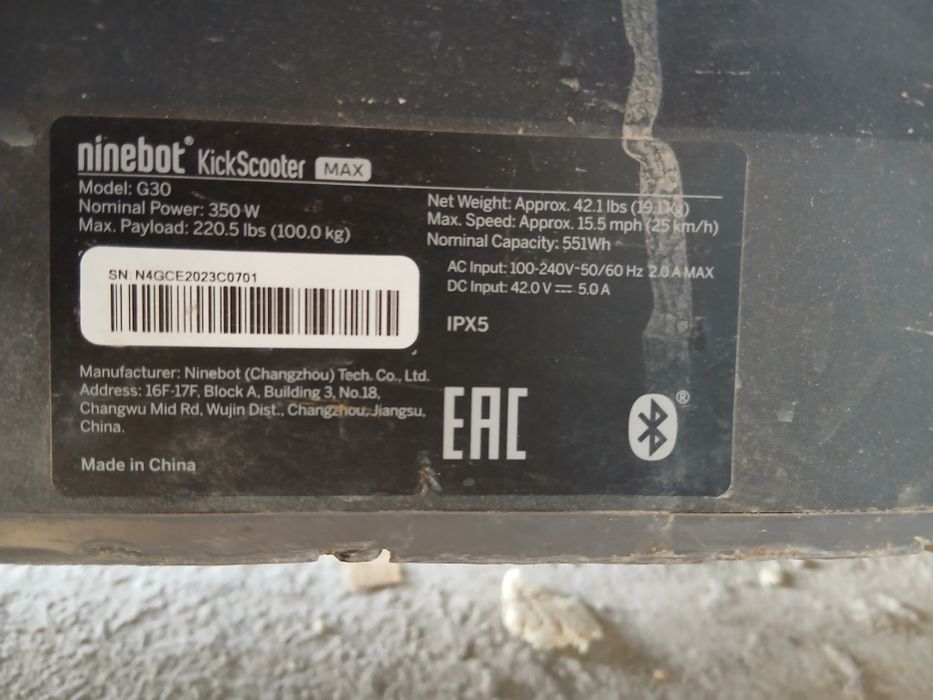 ninebot® KickScooter MAX
Model: G30
Nominal Power: 350 W
Max. Payload: 220.5 lbs (100.0 kg)
Net Weight: Approx. 42.1 lbs (19.1 kg)
Max. Speed: Approx. 15.5 mph (25 km/h)
Nominal Capacity: 551Wh
AC Input: 100-240V~50/60 Hz 2.0 A MAX
DC Input: 42.0 V ⎓ 5.0 A
IPX5
SN: N4GCE2023C0701
Manufacturer: Ninebot (Changzhou) Tech. Co., Ltd.
Address: 16F-17F, Block A, Building 3, No.18,
Changwu Mid Rd, Wujin Dist., Changzhou, Jiangsu,
China.
Made in China
EAC
®